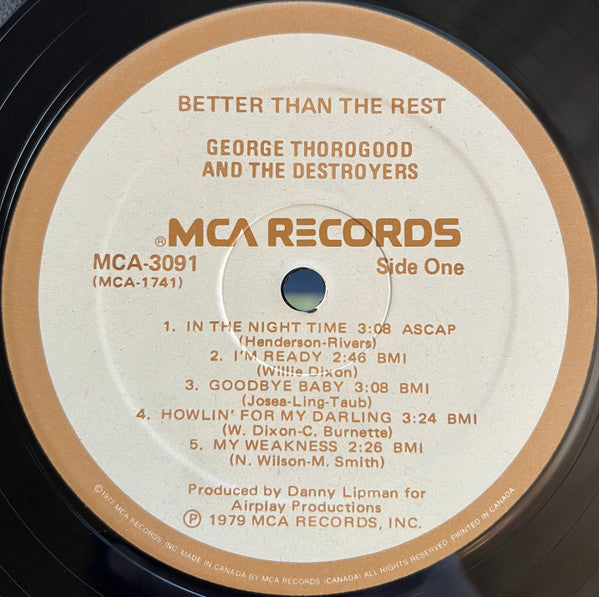 BETTER THAN THE REST
GEORGE THOROGOOD
AND THE DESTROYERS
®MCA RECORDS
MCA-3091
(MCA-1741)
Side One
1. IN THE NIGHT TIME 3:08 ASCAP
(Henderson-Rivers)
2. I'M READY 2:46 BMI
(Willie Dixon)
3. GOODBYE BABY 3:08 BMI
(Josea-Ling-Taub)
4. HOWLIN' FOR MY DARLING 3:24 BMI
(W. Dixon-C. Burnette)
5. MY WEAKNESS 2:26 BMI
(N. Wilson-M. Smith)
Produced by Danny Lipman for
Airplay Productions
Ⓟ 1979 MCA RECORDS, INC.
©1977 MCA RECORDS, INC. MADE IN CANADA BY MCA RECORDS (CANADA) ALL RIGHTS RESERVED. PRINTED IN CANADA